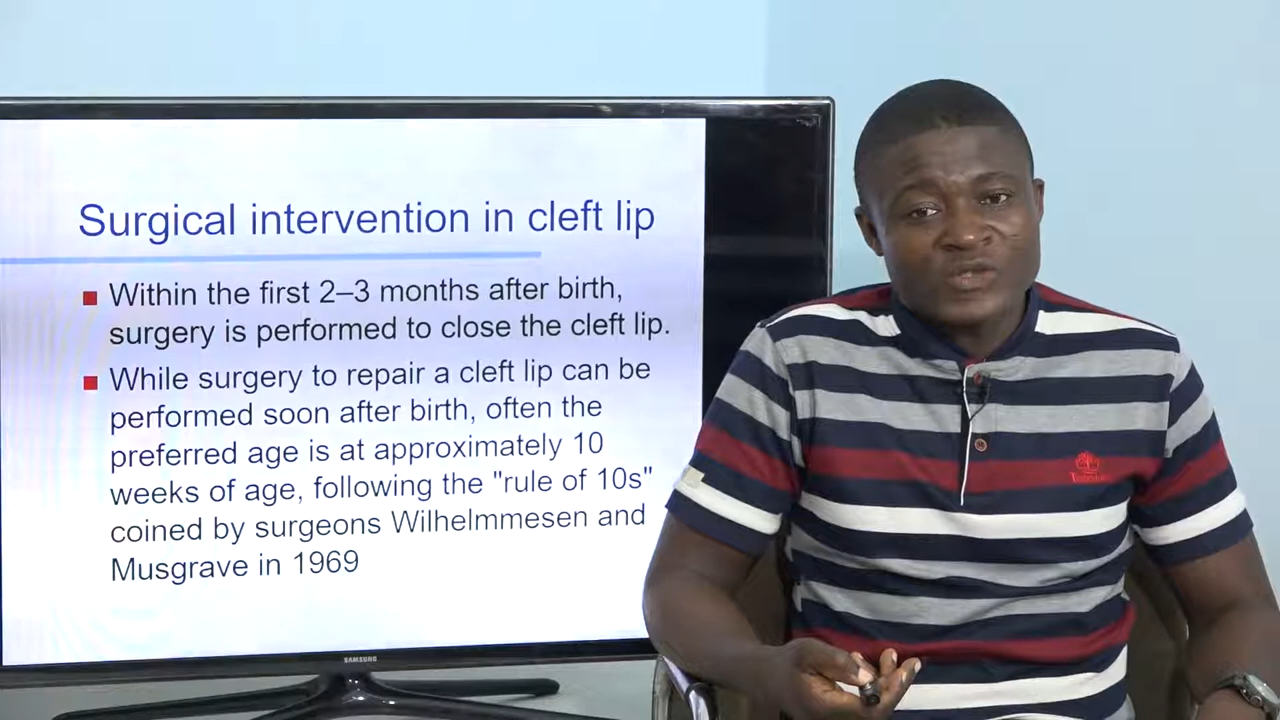 Surgical intervention in cleft lip
Within the first 2–3 months after birth,
surgery is performed to close the cleft lip.
While surgery to repair a cleft lip can be
performed soon after birth, often the
preferred age is at approximately 10
weeks of age, following the "rule of 10s"
coined by surgeons Wilhelmmesen and
Musgrave in 1969
SAMSUNG